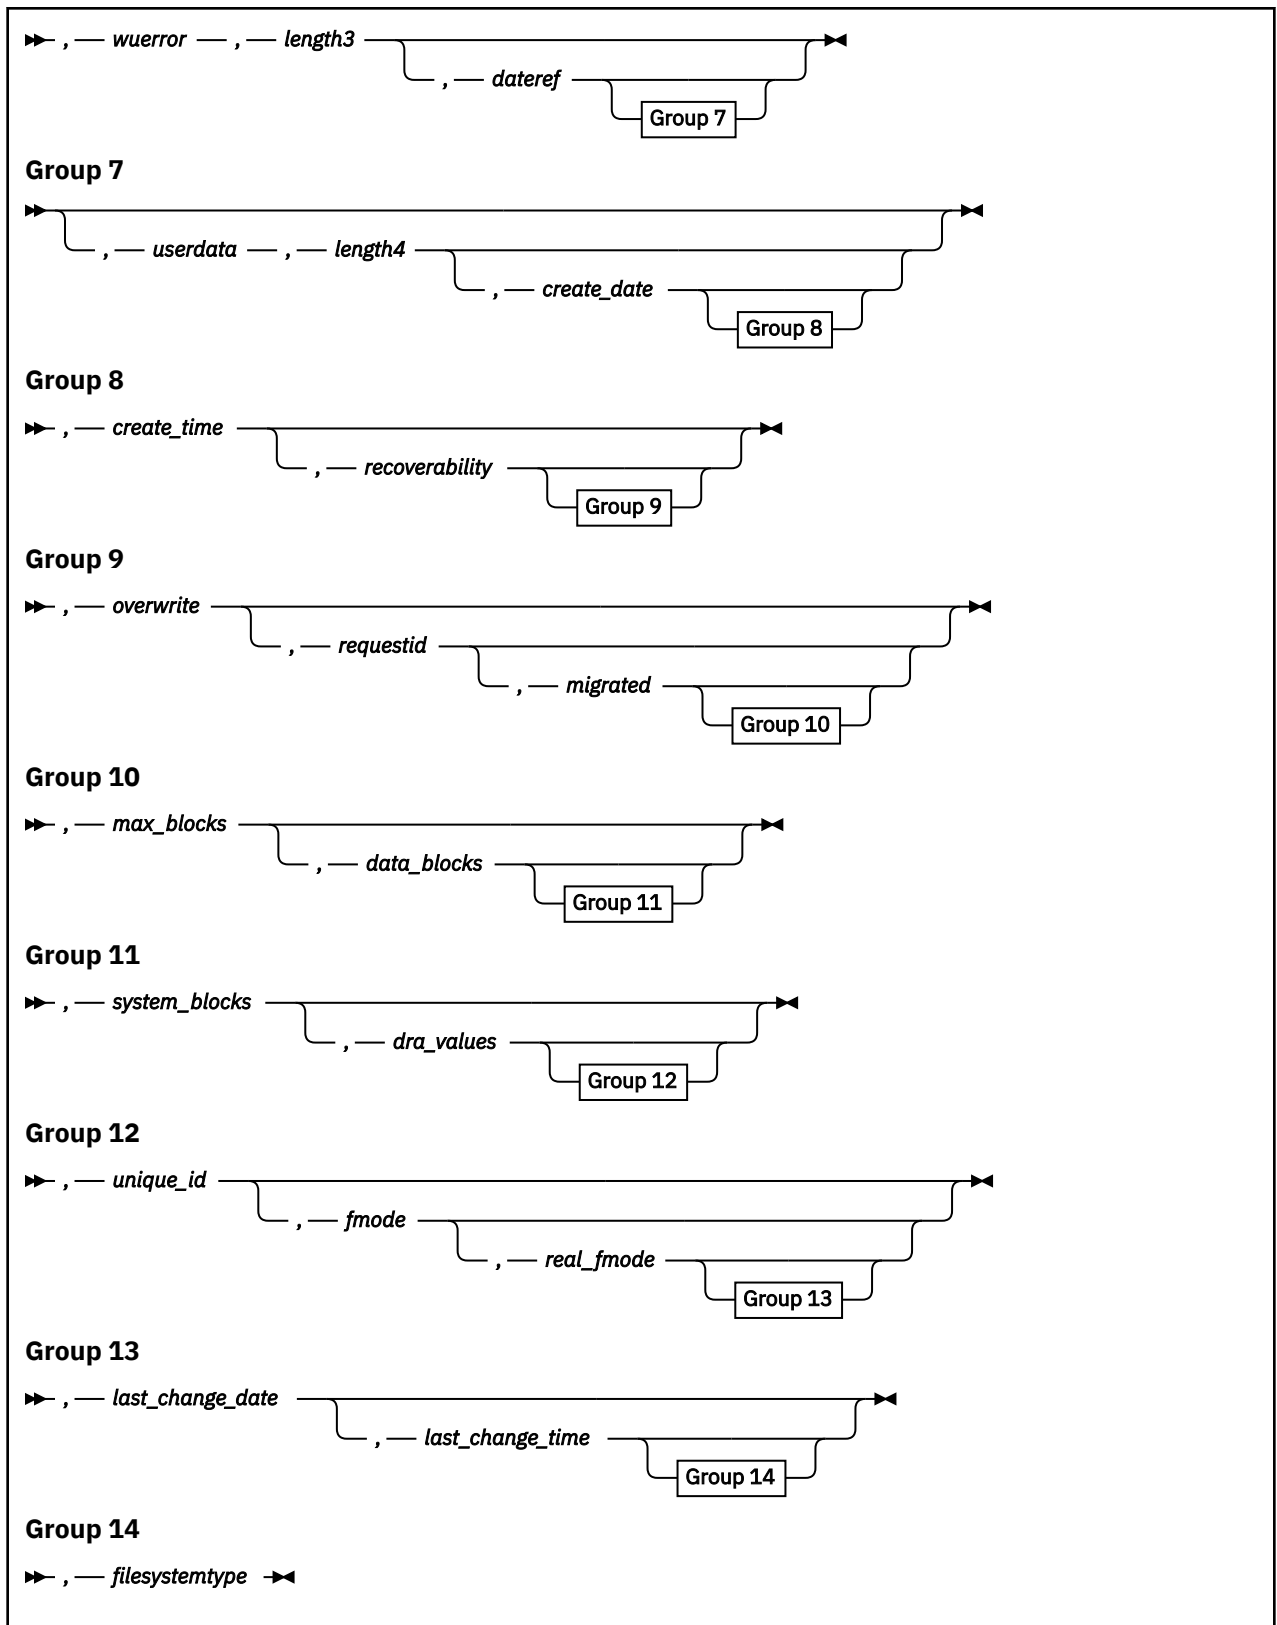 , wuerror , length3
, dateref
Group 7
Group 7
, userdata , length4
, create_date
Group 8
Group 8
, create_time
, recoverability
Group 9
Group 9
, overwrite
, requestid
, migrated
Group 10
Group 10
, max_blocks
, data_blocks
Group 11
Group 11
, system_blocks
, dra_values
Group 12
Group 12
, unique_id
, fmode
, real_fmode
Group 13
Group 13
, last_change_date
, last_change_time
Group 14
Group 14
, filesystemtype